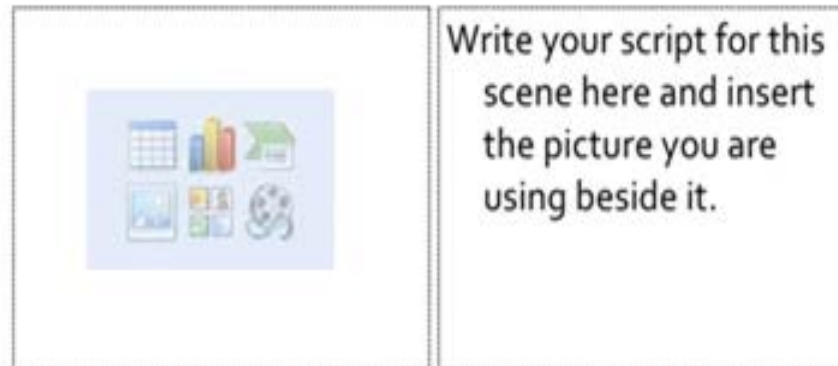 Write your script for this
scene here and insert
the picture you are
using beside it.